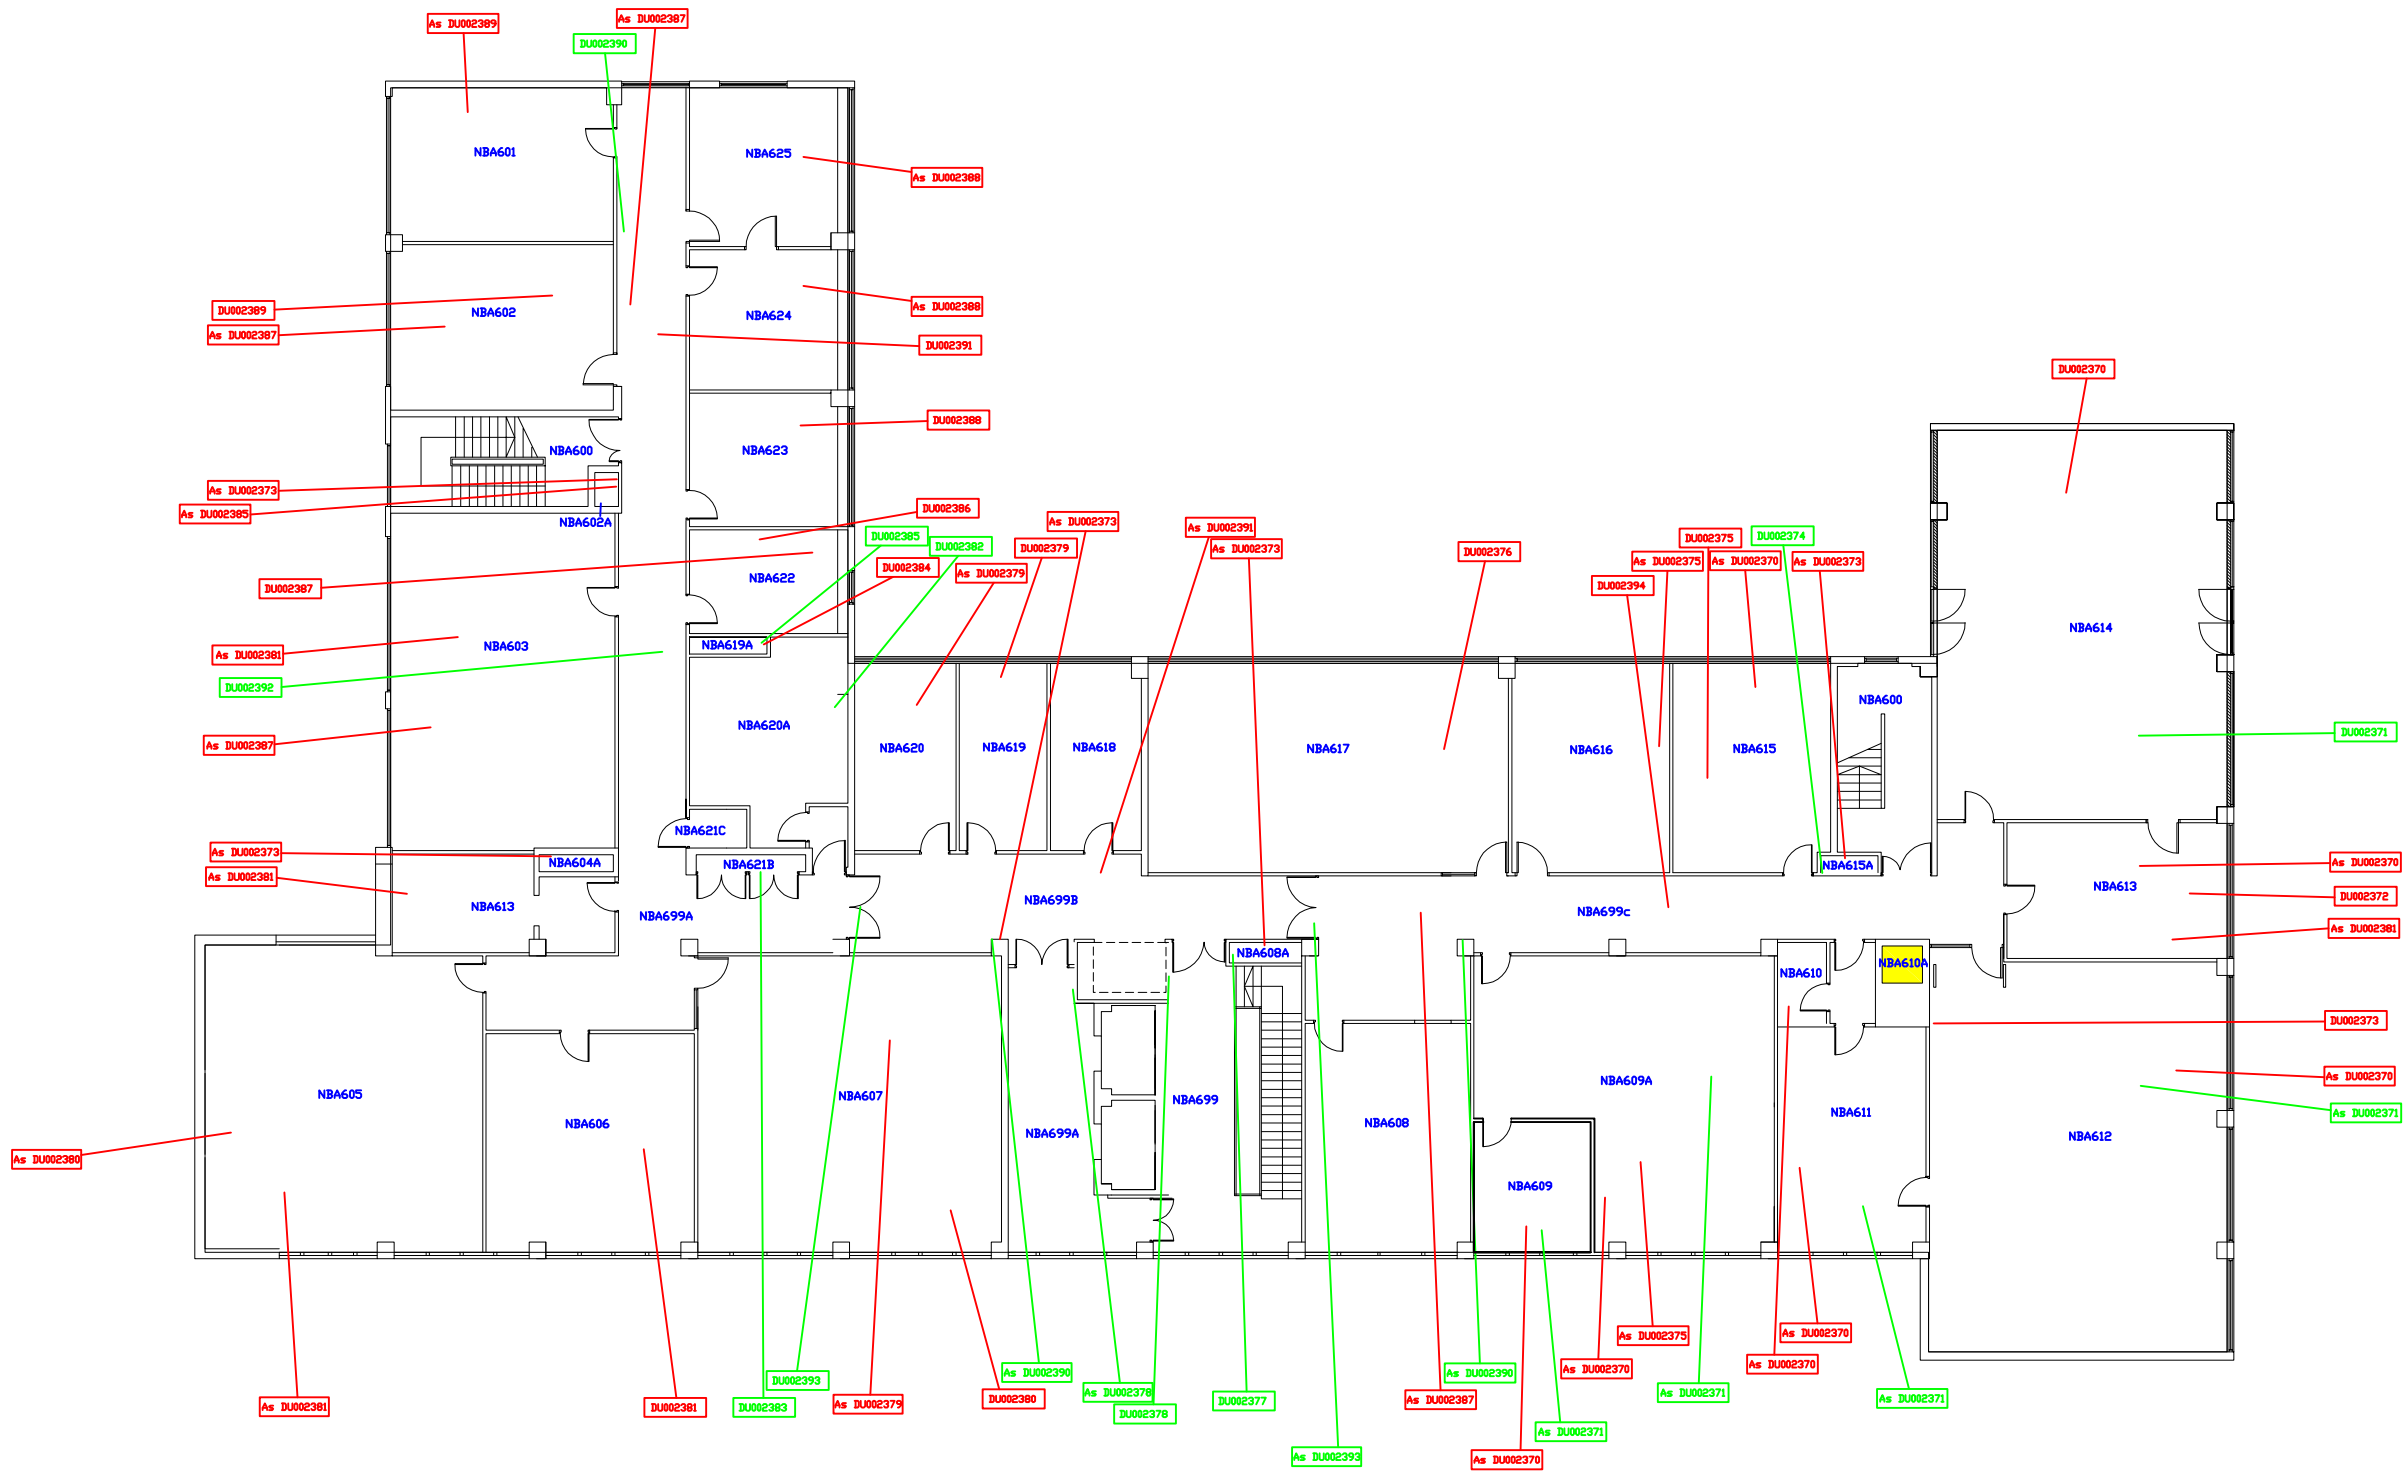 As DU002389
As DU002387
DU002390
NBA601
NBA625
As DU002388
DU002389
As DU002387
NBA602
NBA624
As DU002388
DU002391
DU002370
NBA600
NBA623
DU002388
As DU002373
As DU002385
NBA602A
DU002386
DU002385
DU002382
As DU002373
DU002379
As DU002391
As DU002373
DU002376
DU002375
As DU002375
As DU002370
DU002374
As DU002373
DU002394
DU002387
NBA622
DU002384
As DU002379
As DU002381
NBA603
NBA619A
NBA614
DU002392
As DU002387
NBA620A
NBA620
NBA619
NBA618
NBA617
NBA616
NBA615
NBA600
DU002371
NBA621C
As DU002373
NBA604A
NBA621B
NBA615A
As DU002370
As DU002381
NBA613
NBA699A
NBA699B
NBA699c
NBA613
DU002372
As DU002381
NBA608A
NBA610
NBA610A
DU002373
NBA605
NBA606
NBA607
NBA699A
NBA699
NBA608
NBA609A
NBA611
NBA612
As DU002370
As DU002371
As DU002380
NBA609
As DU002381
DU002381
DU002383
DU002393
As DU002379
DU002380
As DU002390
As DU002378
DU002378
DU002377
As DU002393
As DU002387
As DU002390
As DU002370
As DU002371
As DU002370
As DU002375
As DU002371
As DU002370
As DU002370
As DU002371